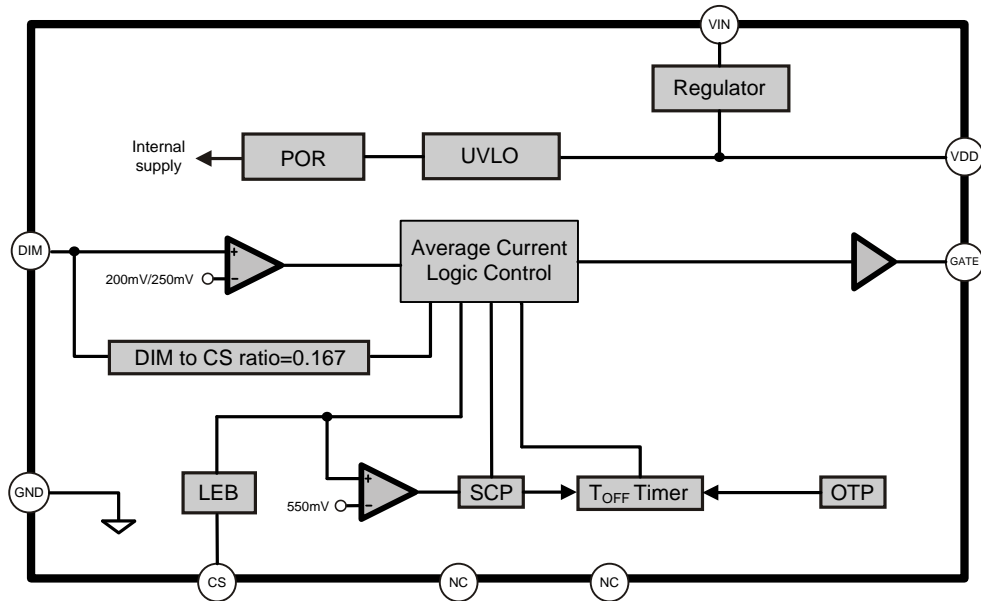 VIN
Regulator
Internal
supply
POR
UVLO
VDD
DIM
+
−
200mV/250mV
Average Current
Logic Control
GATE
DIM to CS ratio=0.167
GND
LEB
+
−
550mV
SCP
TOFF Timer
OTP
CS
NC
NC